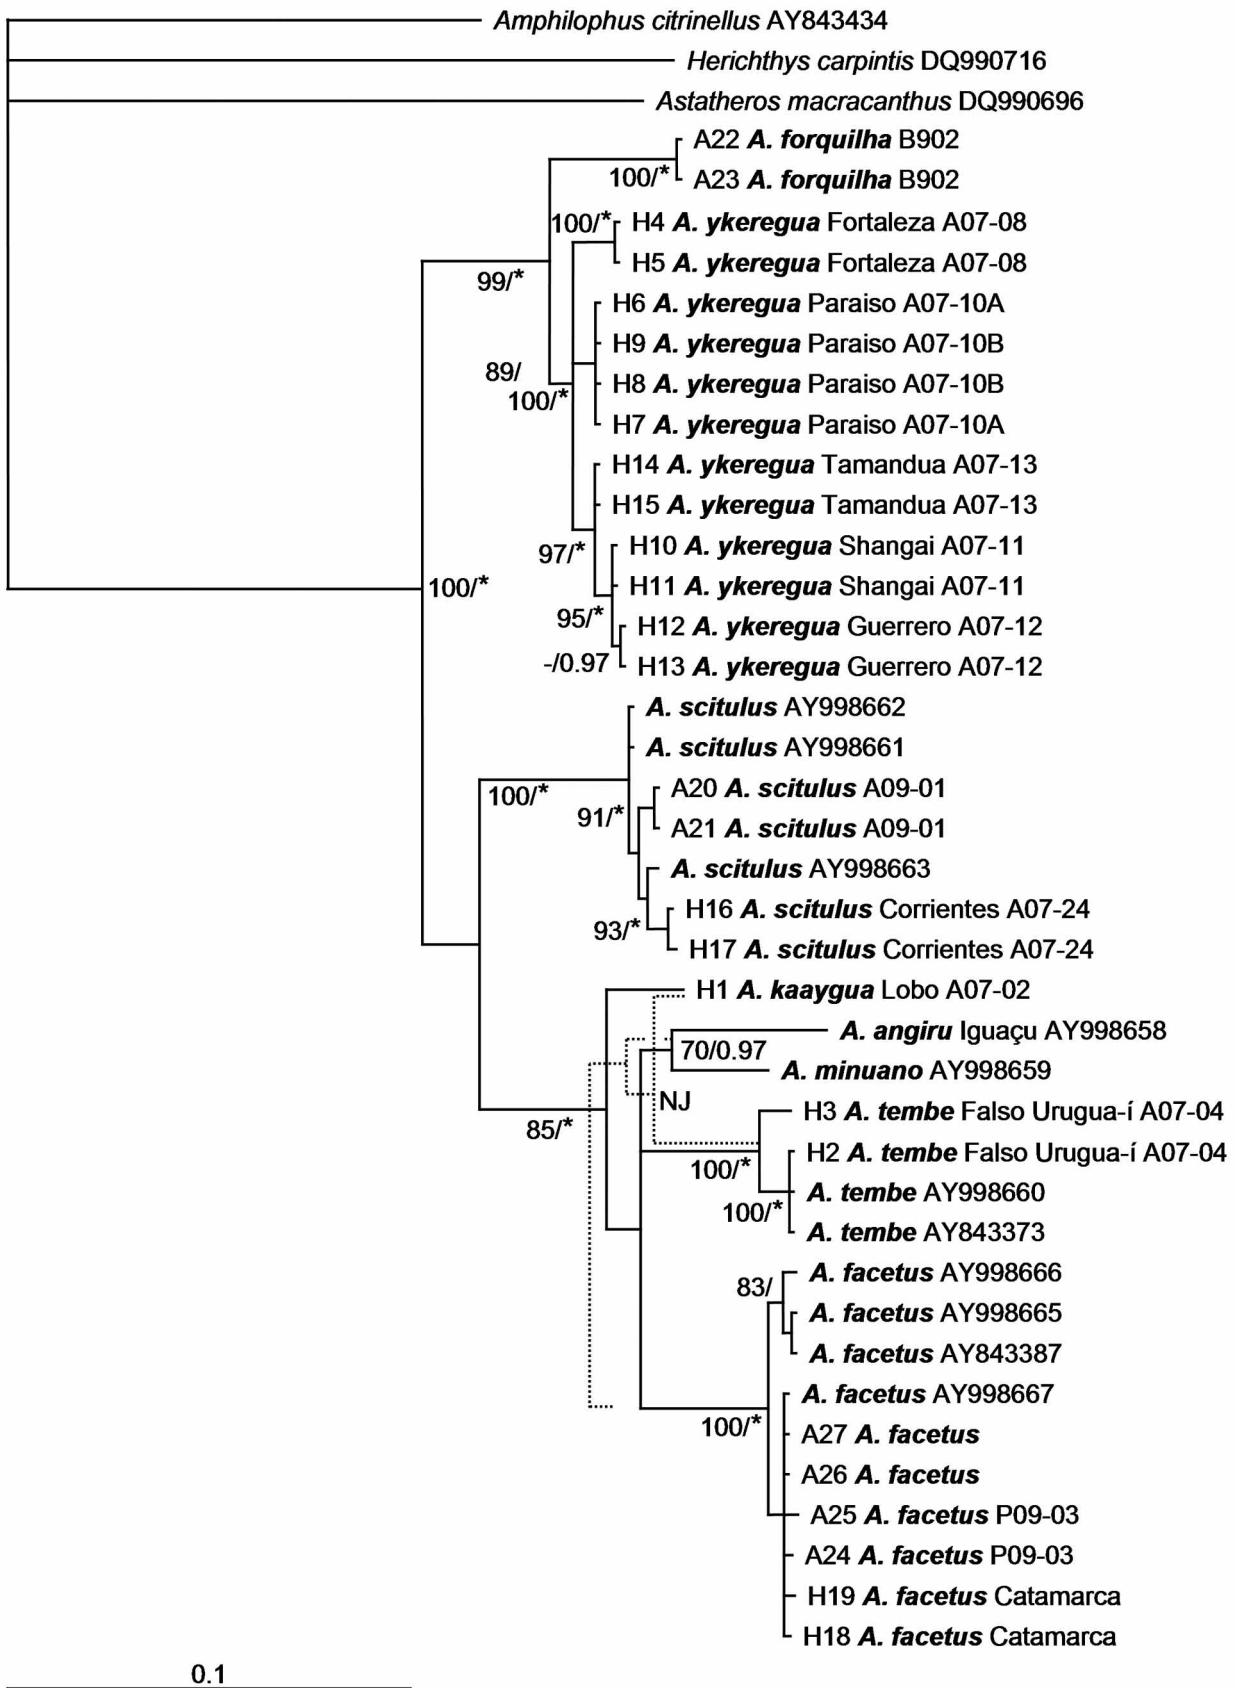 Amphilophus citrinellus AY843434
Herichthys carpintis DQ990716
Astatheros macracanthus DQ990696
A22 A. forquilha B902
100/*
A23 A. forquilha B902
100/*
H4 A. ykeregua Fortaleza A07-08
H5 A. ykeregua Fortaleza A07-08
99/*
H6 A. ykeregua Paraiso A07-10A
H9 A. ykeregua Paraiso A07-10B
89/
H8 A. ykeregua Paraiso A07-10B
100/*
H7 A. ykeregua Paraiso A07-10A
H14 A. ykeregua Tamandua A07-13
H15 A. ykeregua Tamandua A07-13
97/*
H10 A. ykeregua Shangai A07-11
100/*
H11 A. ykeregua Shangai A07-11
95/*
H12 A. ykeregua Guerrero A07-12
-/0.97
H13 A. ykeregua Guerrero A07-12
A. scitulus AY998662
A. scitulus AY998661
100/*
A20 A. scitulus A09-01
91/*
A21 A. scitulus A09-01
A. scitulus AY998663
H16 A. scitulus Corrientes A07-24
93/*
H17 A. scitulus Corrientes A07-24
H1 A. kaaygua Lobo A07-02
A. angiru Iguaçu AY998658
70/0.97
A. minuano AY998659
NJ
H3 A. tembe Falso Urugua-í A07-04
85/*
H2 A. tembe Falso Urugua-í A07-04
100/*
A. tembe AY998660
100/*
A. tembe AY843373
A. facetus AY998666
83/
A. facetus AY998665
A. facetus AY843387
A. facetus AY998667
100/*
A27 A. facetus
A26 A. facetus
A25 A. facetus P09-03
A24 A. facetus P09-03
H19 A. facetus Catamarca
H18 A. facetus Catamarca
0.1